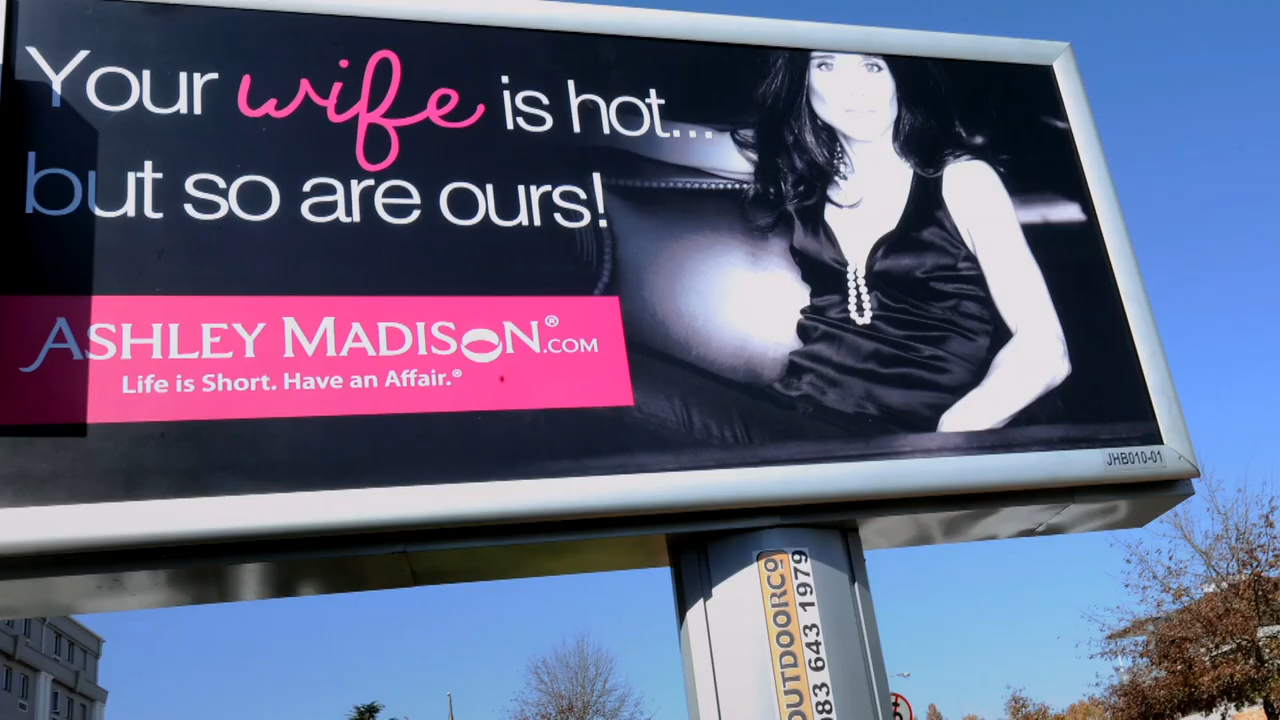 Your wife is hot...
but so are ours!
ASHLEY MADISON®.COM
Life is Short. Have an Affair.®
JHB010-01
OUTDOORCO
083 643 1979